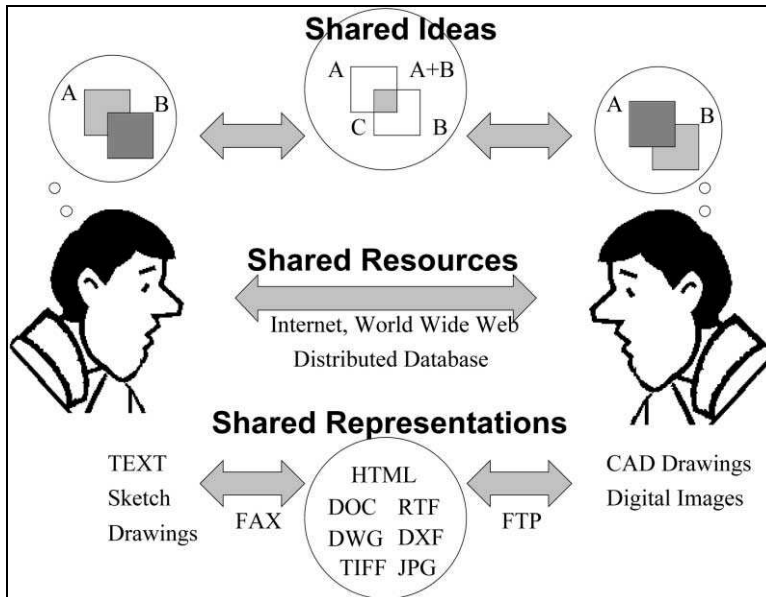 Shared Ideas
A
B
A
A+B
C
B
A
B
Shared Resources
Internet, World Wide Web
Distributed Database
Shared Representations
TEXT
Sketch
Drawings
FAX
HTML
DOC RTF
DWG DXF
TIFF JPG
FTP
CAD Drawings
Digital Images